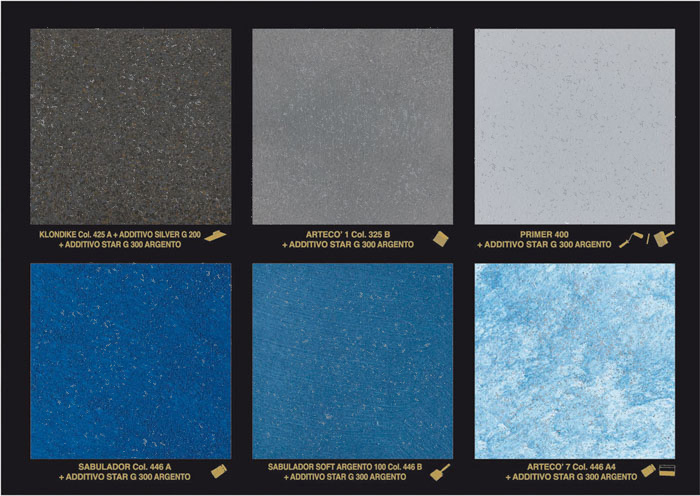 KLONDIKE Col. 425 A + ADDITIVO SILVER G 200
+ ADDITIVO STAR G 300 ARGENTO
ARTECO' 1 Col. 325 B
+ ADDITIVO STAR G 300 ARGENTO
PRIMER 400
+ ADDITIVO STAR G 300 ARGENTO
/
SABULADOR Col. 446 A
+ ADDITIVO STAR G 300 ARGENTO
SABULADOR SOFT ARGENTO 100 Col. 446 B
+ ADDITIVO STAR G 300 ARGENTO
ARTECO' 7 Col. 446 A4
+ ADDITIVO STAR G 300 ARGENTO